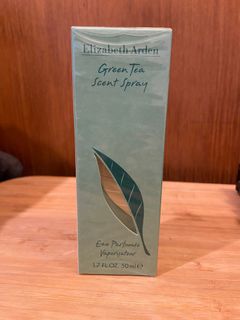 Elizabeth Arden
Green Tea
Scent Spray
Eau Parfumée
Vaporisateur
1.7 FL.OZ. 50 ml e